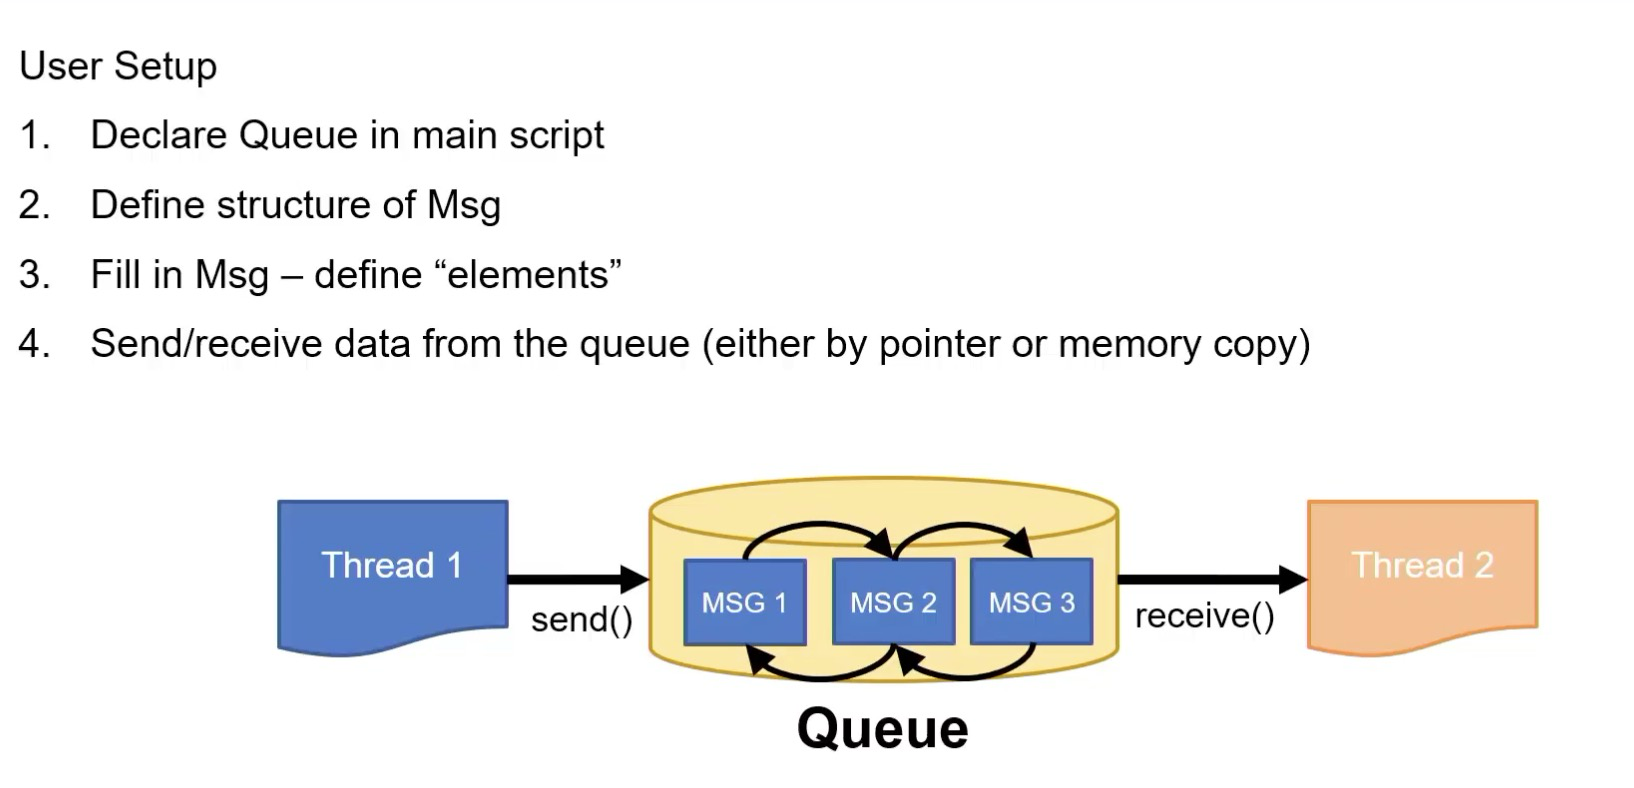 User Setup
1. Declare Queue in main script
2. Define structure of Msg
3. Fill in Msg – define “elements”
4. Send/receive data from the queue (either by pointer or memory copy)
Thread 1
send()
MSG 1
MSG 2
MSG 3
receive()
Thread 2
Queue